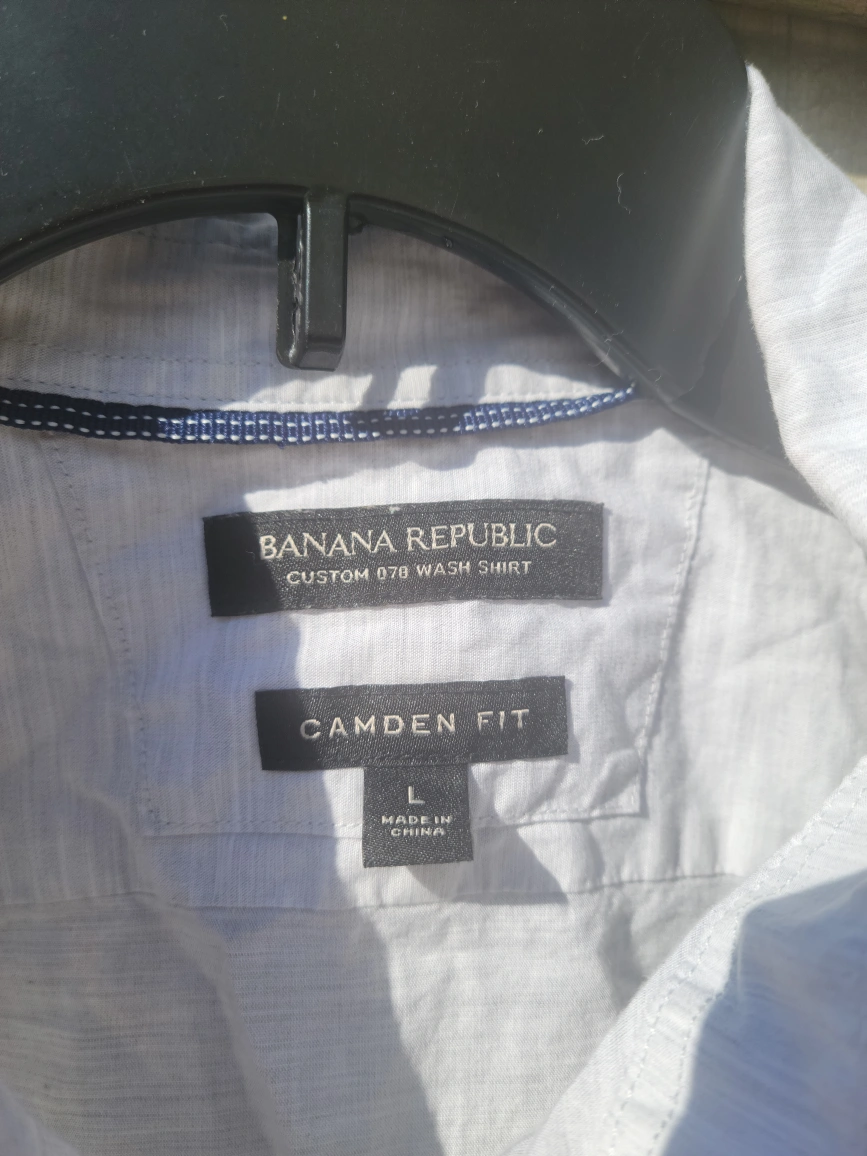 BANANA REPUBLIC
CUSTOM 078 WASH SHIRT
CAMDEN FIT
L
MADE IN
CHINA